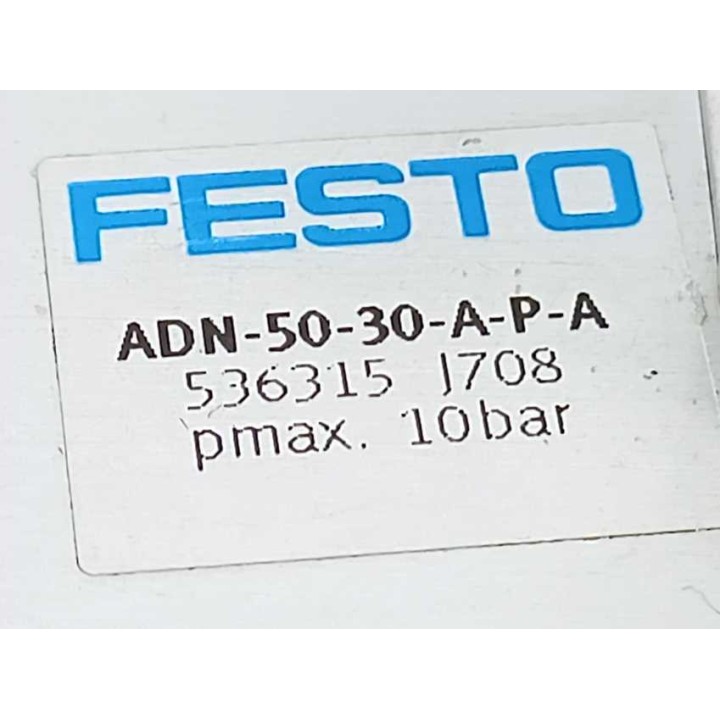 FESTO
ADN-50-30-A-P-A
536315 J708
pmax. 10bar